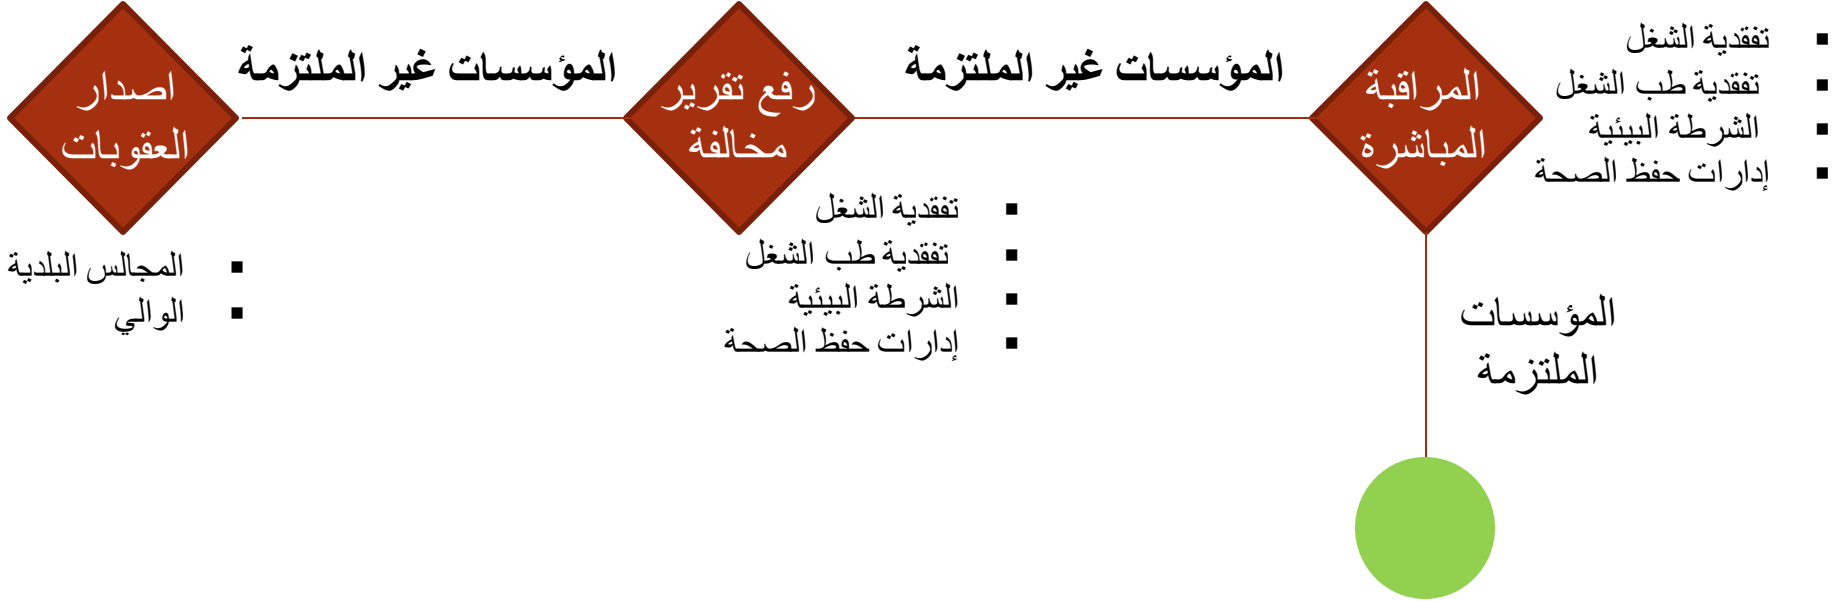 تفقدية الشغل
تفقدية طب الشغل
الشرطة البيئية
إدارات حفظ الصحة
المراقبة
المباشرة
المؤسسات غير الملتزمة
رفع تقرير
مخالفة
تفقدية الشغل
تفقدية طب الشغل
الشرطة البيئية
إدارات حفظ الصحة
المؤسسات غير الملتزمة
اصدار
العقوبات
المجالس البلدية
الوالي
المؤسسات
الملتزمة